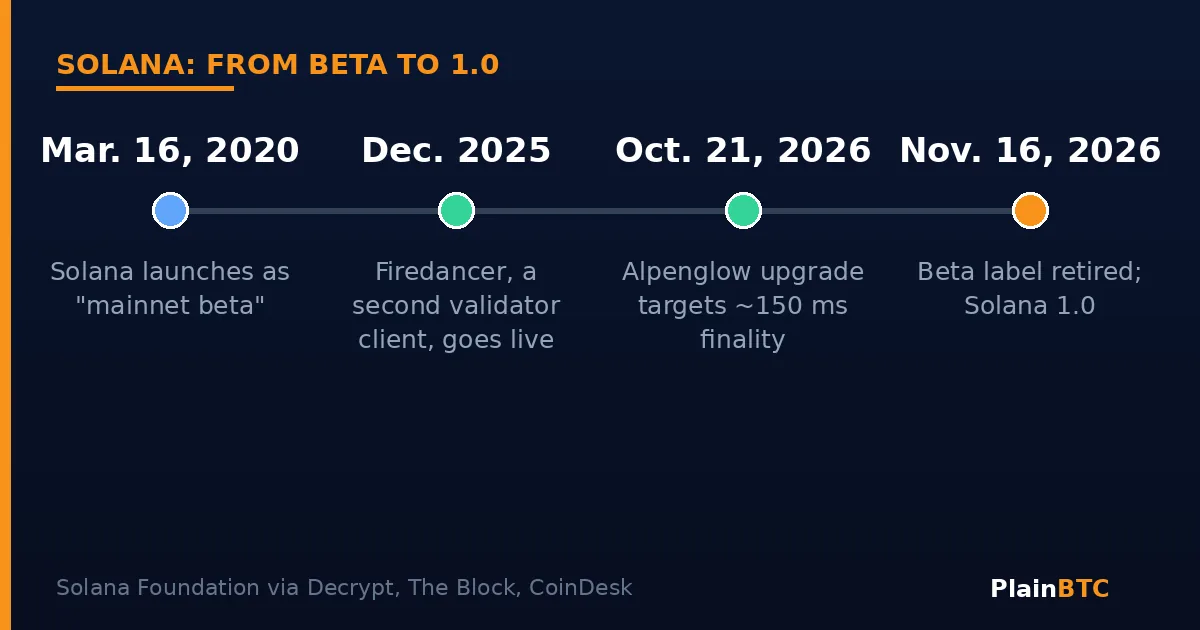 SOLANA: FROM BETA TO 1.0
Mar. 16, 2020
Solana launches as
"mainnet beta"
Dec. 2025
Firedancer, a
second validator
client, goes live
Oct. 21, 2026
Alpenglow upgrade
targets ~150 ms
finality
Nov. 16, 2026
Beta label retired;
Solana 1.0
Solana Foundation via Decrypt, The Block, CoinDesk
PlainBTC